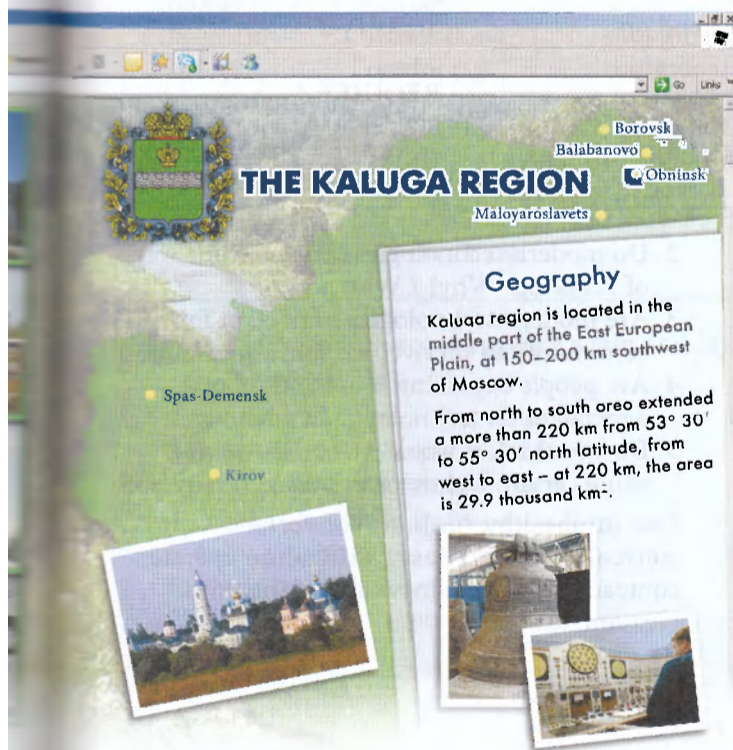 Go Links
Borovsk
Balabanovo
Obninsk
THE KALUGA REGION
Maloyaroslavets
Geography
Kaluga region is located in the
middle part of the East European
Plain, at 150–200 km southwest
of Moscow.
From north to south oreo extended
a more than 220 km from 53° 30′
to 55° 30′ north latitude, from
west to east – at 220 km, the area
is 29.9 thousand km².
Spas-Demensk
Kirov